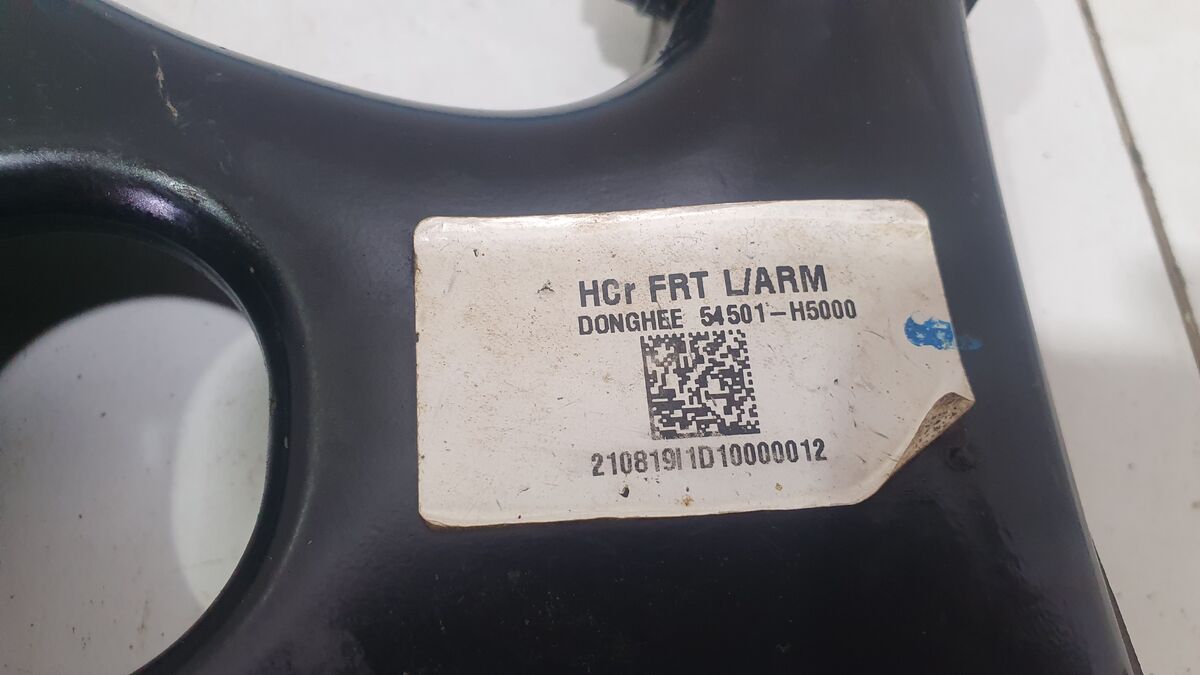 HCr FRT L/ARM
DONGHEE 54501-H5000
210819I1D10000012